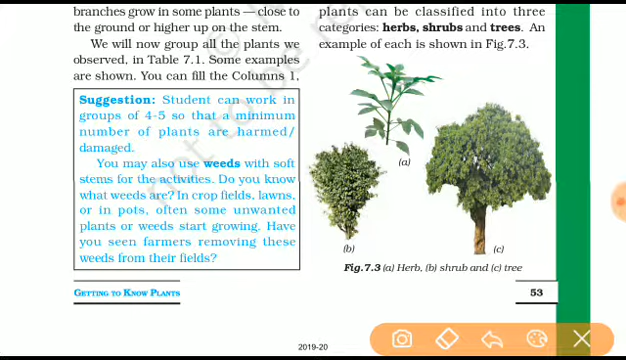 branches grow in some plants — close to
the ground or higher up on the stem.
We will now group all the plants we
observed, in Table 7.1. Some examples
are shown. You can fill the Columns 1,
Suggestion: Student can work in
groups of 4-5 so that a minimum
number of plants are harmed/
damaged.
You may also use weeds with soft
stems for the activities. Do you know
what weeds are? In crop fields, lawns,
or in pots, often some unwanted
plants or weeds start growing. Have
you seen farmers removing these
weeds from their fields?
plants can be classified into three
categories: herbs, shrubs and trees. An
example of each is shown in Fig.7.3.
(a)
(b)
(c)
Fig.7.3 (a) Herb, (b) shrub and (c) tree
GETTING TO KNOW PLANTS
53
2019-20